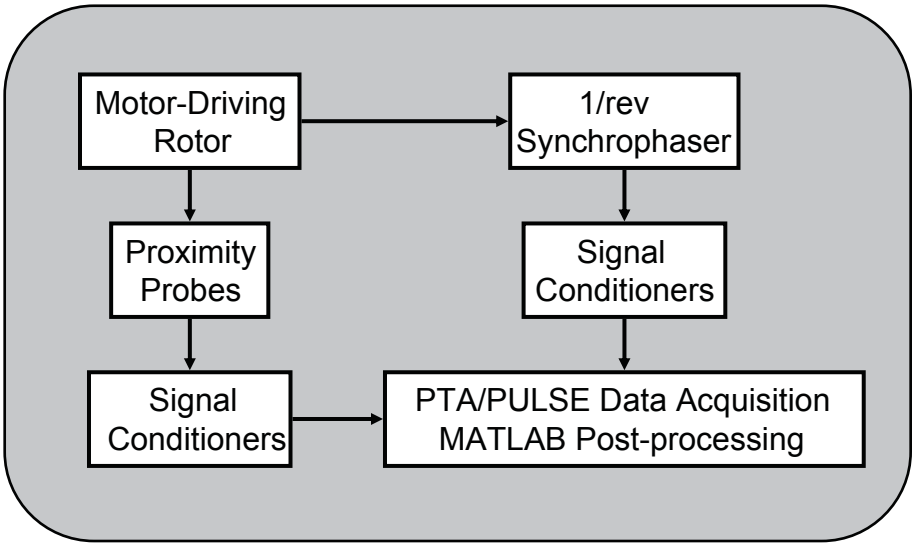 Motor-Driving
Rotor
1/rev
Synchrophaser
Proximity
Probes
Signal
Conditioners
Signal
Conditioners
PTA/PULSE Data Acquisition
MATLAB Post-processing